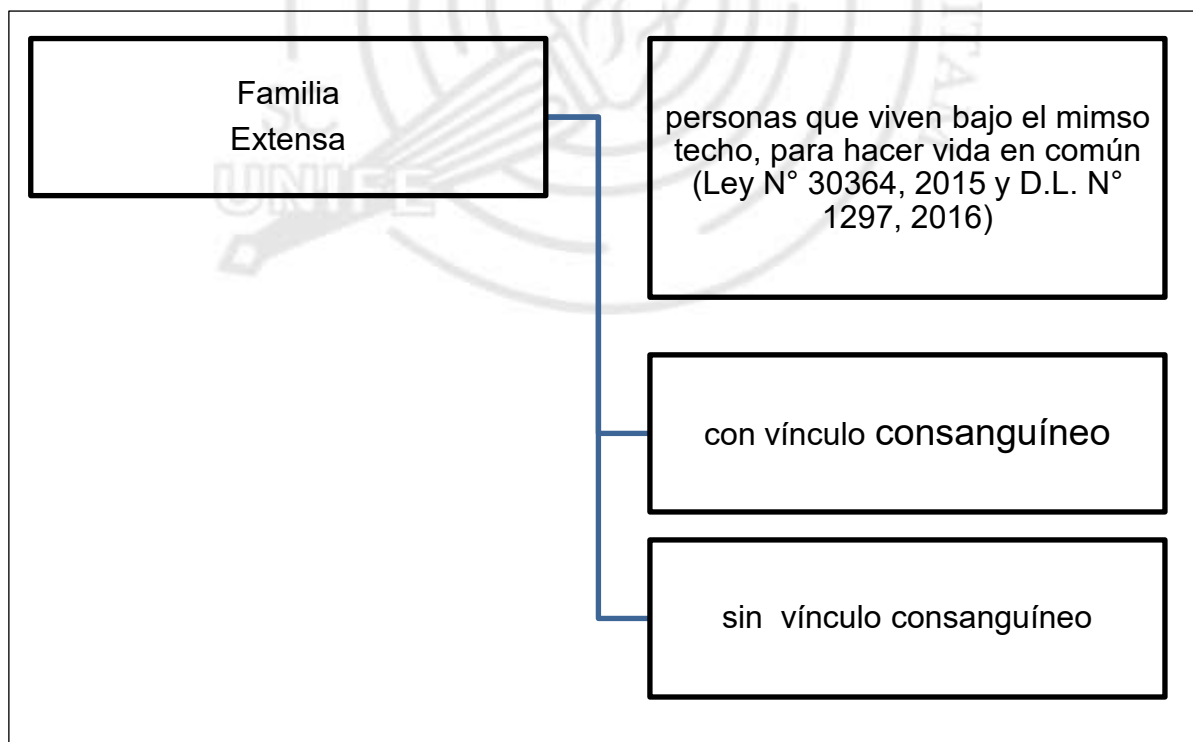 Familia
Extensa
personas que viven bajo el mimso
techo, para hacer vida en común
(Ley N° 30364, 2015 y D.L. N°
1297, 2016)
con vínculo consanguíneo
sin vínculo consanguíneo
UNIFE